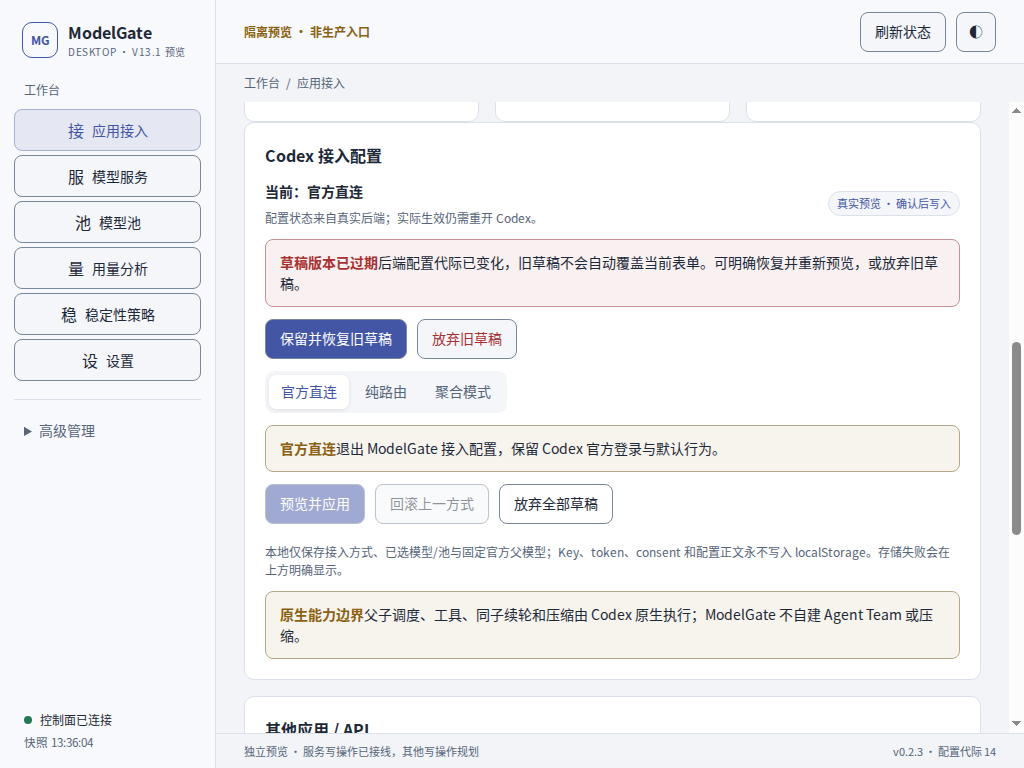 MG
ModelGate
DESKTOP · V13.1 预览
工作台
接 应用接入
服 模型服务
池 模型池
量 用量分析
稳 稳定性策略
设 设置
高级管理
控制面已连接
快照 13:36:04
隔离预览 · 非生产入口
刷新状态
工作台 / 应用接入
Codex 接入配置
当前：官方直连
配置状态来自真实后端；实际生效仍需重开 Codex。
真实预览 · 确认后写入
草稿版本已过期后端配置代际已变化，旧草稿不会自动覆盖当前表单。可明确恢复并重新预览，或放弃旧草
稿。
保留并恢复旧草稿 放弃旧草稿
官方直连 纯路由 聚合模式
官方直连退出 ModelGate 接入配置，保留 Codex 官方登录与默认行为。
预览并应用 回滚上一方式 放弃全部草稿
本地仅保存接入方式、已选模型/池与固定官方父模型；Key、token、consent 和配置正文永不写入 localStorage。存储失败会在
上方明确显示。
原生能力边界父子调度、工具、同子续轮和压缩由 Codex 原生执行；ModelGate 不自建 Agent Team 或压
缩。
其他应用 / API
独立预览 · 服务写操作已接线，其他写操作规划
v0.2.3 · 配置代际 14